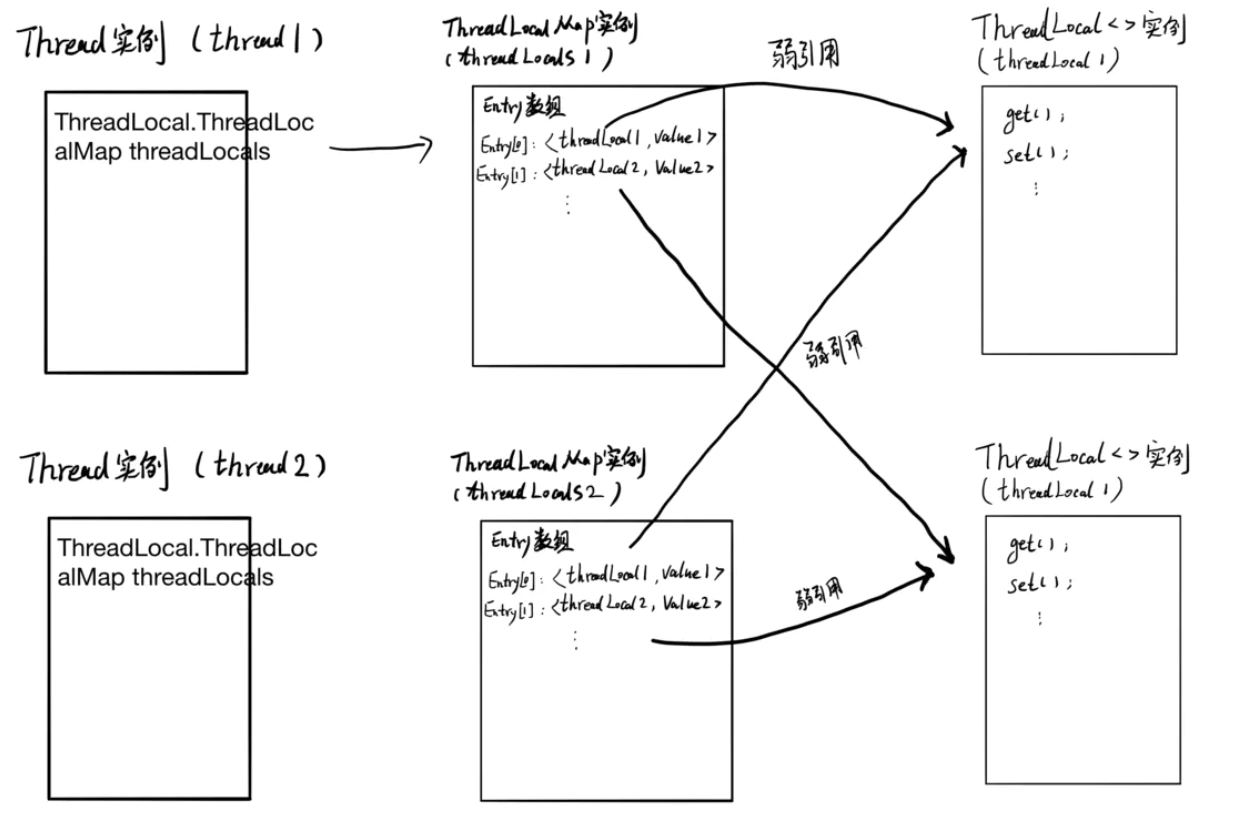 Thread实例 (thread1)
ThreadLocal.ThreadLoc
alMap threadLocals
ThreadLocalMap实例
(threadLocals1)
Entry数组
Entry[0]: <threadLocal1, value1>
Entry[1]: <threadLocal2, Value2>
⋮
弱引用
ThreadLocal<>实例
(threadLocal1)
get();
set();
⋮
弱引用
Thread实例 (thread2)
ThreadLocal.ThreadLoc
alMap threadLocals
ThreadLocalMap实例
(threadLocals2)
Entry数组
Entry[0]: <threadLocal1, value1>
Entry[1]: <threadLocal2, Value2>
⋮
弱引用
ThreadLocal<>实例
(threadLocal1)
get();
set();
⋮